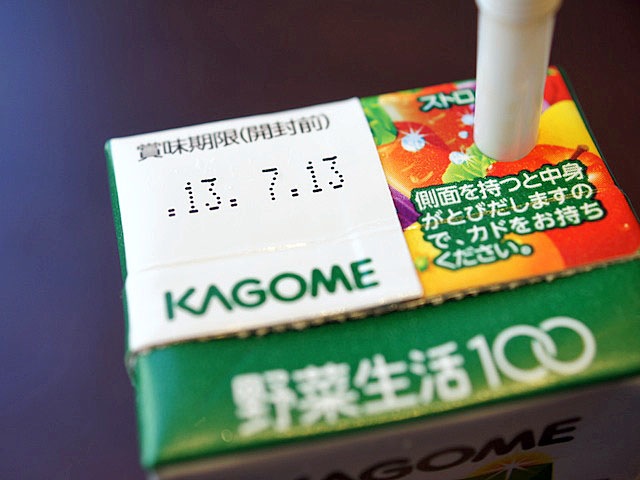 賞味期限(開封前)
.13. 7.13
KAGOME
ストロ
側面を持つと中身
がとびだしますの
で、カドをお持ち
ください。
野菜生活100
KAGOME